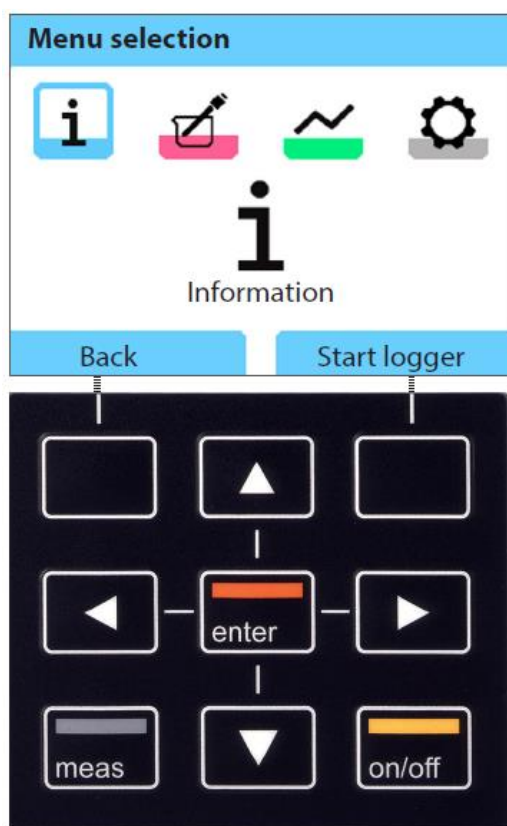 Menu selection
i
i
Information
Back Start logger
enter
meas on/off